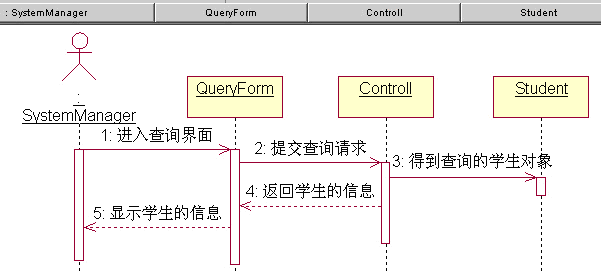 : SystemManager QueryForm Controll Student
QueryForm Controll Student
:
SystemManager
1: 进入查询界面
2: 提交查询请求
3: 得到查询的学生对象
4: 返回学生的信息
5: 显示学生的信息